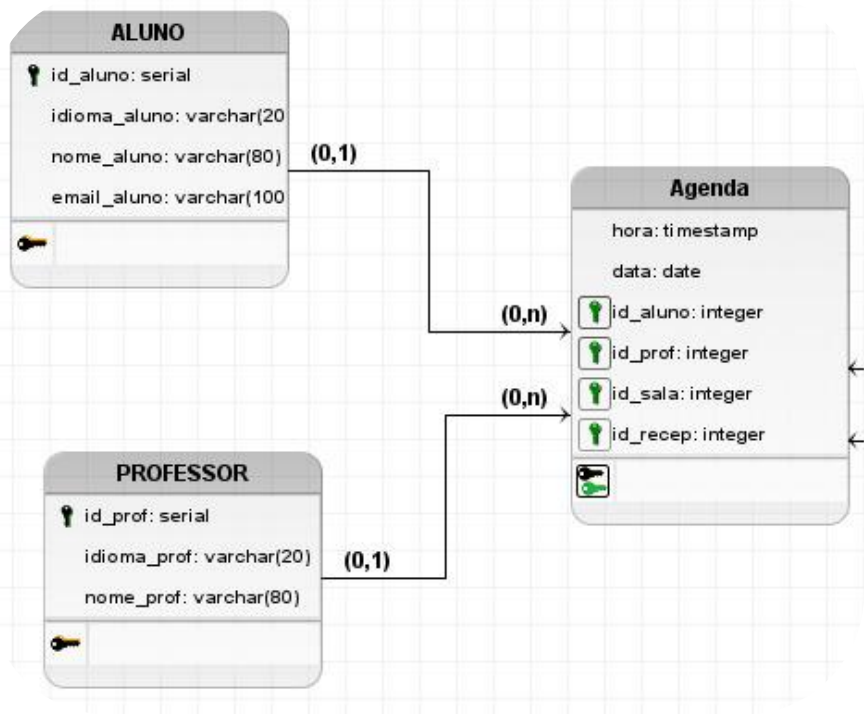 ALUNO
id_aluno: serial
idioma_aluno: varchar(20
nome_aluno: varchar(80)
email_aluno: varchar(100
(0,1)
Agenda
hora: timestamp
data: date
id_aluno: integer
id_prof: integer
id_sala: integer
id_recep: integer
(0,n)
(0,n)
PROFESSOR
id_prof: serial
idioma_prof: varchar(20)
nome_prof: varchar(80)
(0,1)